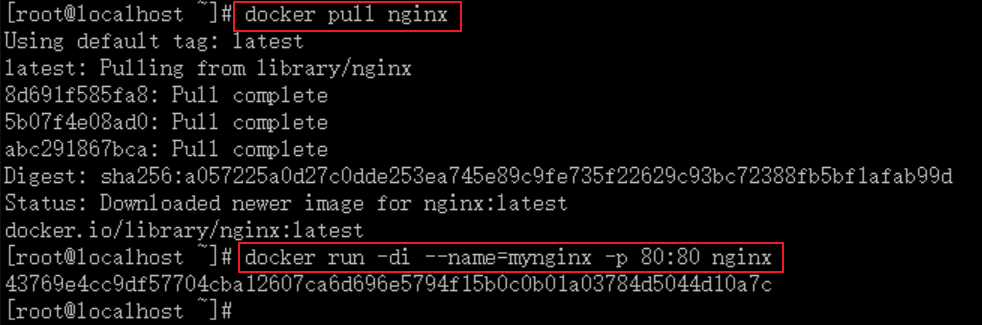 [root@localhost ~]# docker pull nginx
Using default tag: latest
latest: Pulling from library/nginx
8d691f585fa8: Pull complete
5b07f4e08ad0: Pull complete
abc291867bca: Pull complete
Digest: sha256:a057225a0d27c0dde253ea745e89c9fe735f22629c93bc72388fb5bf1afab99d
Status: Downloaded newer image for nginx:latest
docker.io/library/nginx:latest
[root@localhost ~]# docker run -di --name=mynginx -p 80:80 nginx
43769e4cc9df57704cba12607ca6d696e5794f15b0c0b01a03784d5044d10a7c
[root@localhost ~]#